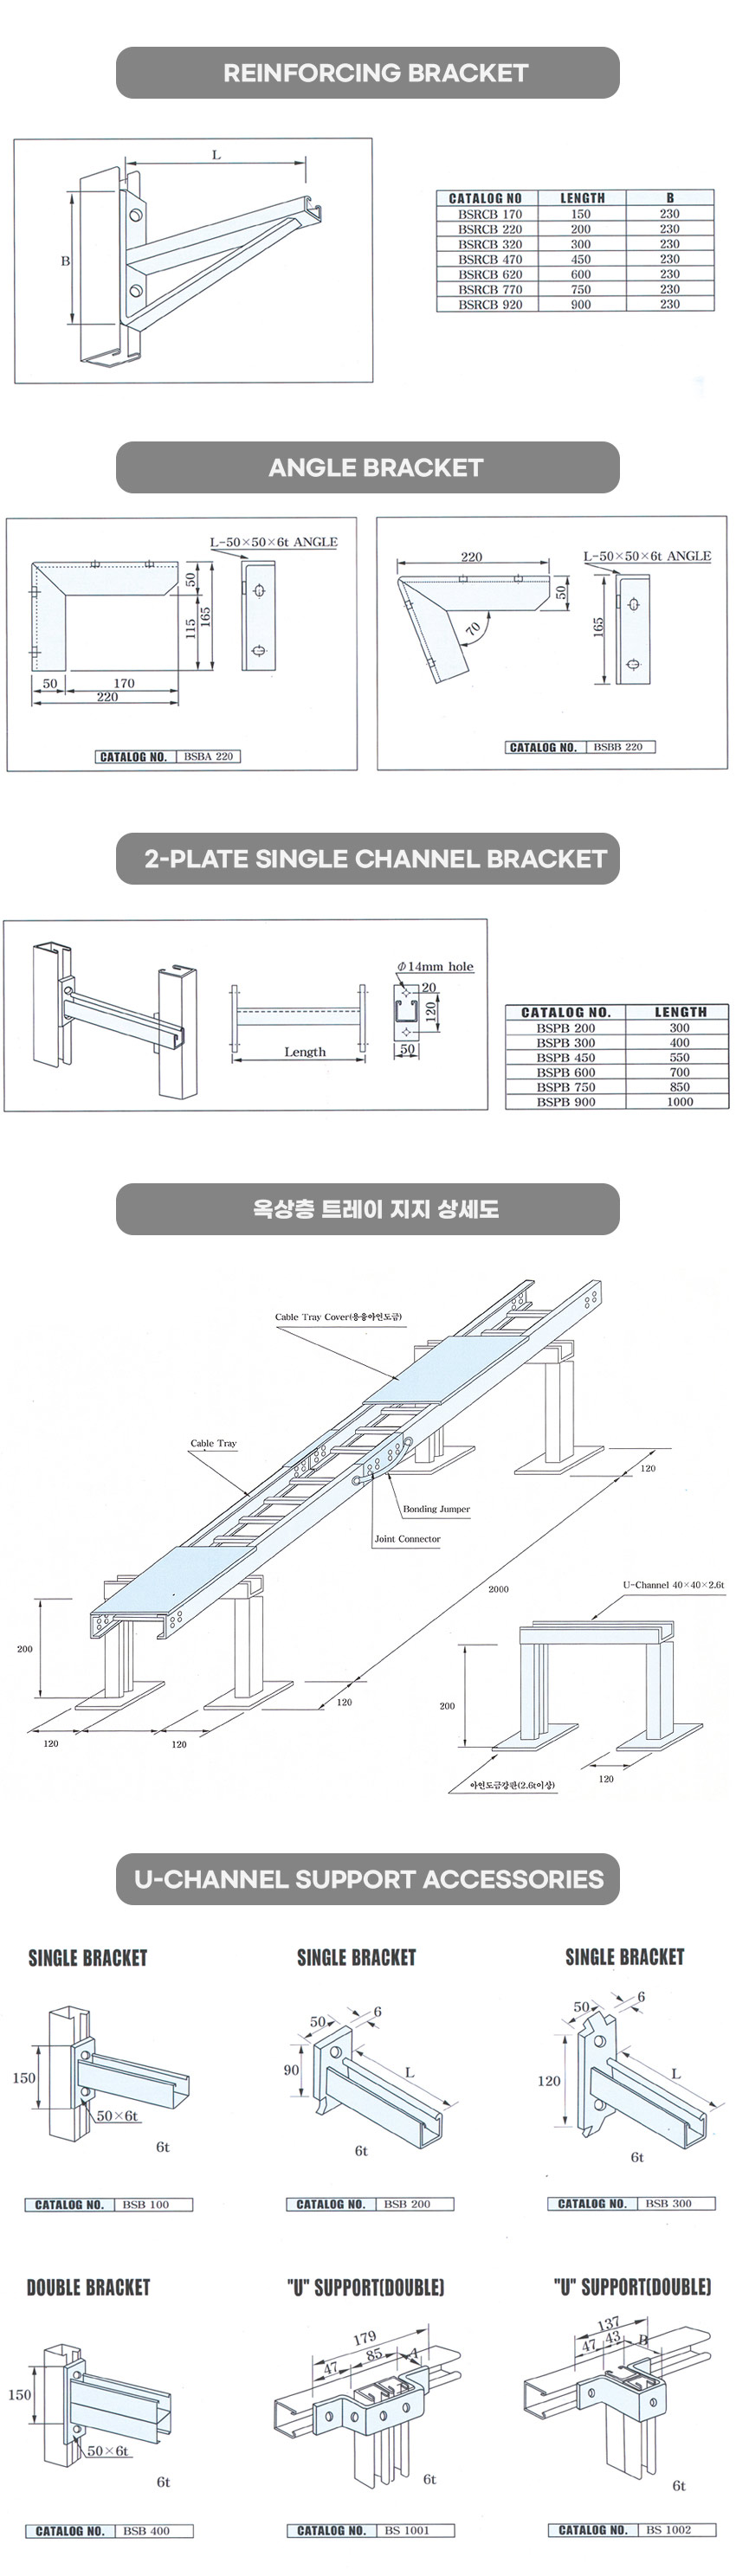 REINFORCING BRACKET
L
B
CATALOG NO LENGTH B
BSRCB 170 150 230
BSRCB 220 200 230
BSRCB 320 300 230
BSRCB 470 450 230
BSRCB 620 600 230
BSRCB 770 750 230
BSRCB 920 900 230
ANGLE BRACKET
L-50×50×6t ANGLE
50
115
165
50 170
220
CATALOG NO. BSBA 220
220
L-50×50×6t ANGLE
50
70
165
CATALOG NO. BSBB 220
2-PLATE SINGLE CHANNEL BRACKET
Φ14mm hole
20
120
50
Length
CATALOG NO. LENGTH
BSPB 200 300
BSPB 300 400
BSPB 450 550
BSPB 600 700
BSPB 750 850
BSPB 900 1000
옥상층 트레이 지지 상세도
Cable Tray Cover(용융아연도금)
Cable Tray
120
Bonding Jumper
Joint Connector
2000
U-Channel 40×40×2.6t
200
120
120
120
200
120
아연도금강판(2.6t이상)
U-CHANNEL SUPPORT ACCESSORIES
SINGLE BRACKET
150
50×6t
6t
CATALOG NO. BSB 100
SINGLE BRACKET
50
6
90
L
6t
CATALOG NO. BSB 200
SINGLE BRACKET
50
6
120
L
6t
CATALOG NO. BSB 300
DOUBLE BRACKET
150
50×6t
6t
CATALOG NO. BSB 400
"U" SUPPORT(DOUBLE)
179
47 85 A
6t
CATALOG NO. BS 1001
"U" SUPPORT(DOUBLE)
137
47 43 B
6t
CATALOG NO. BS 1002